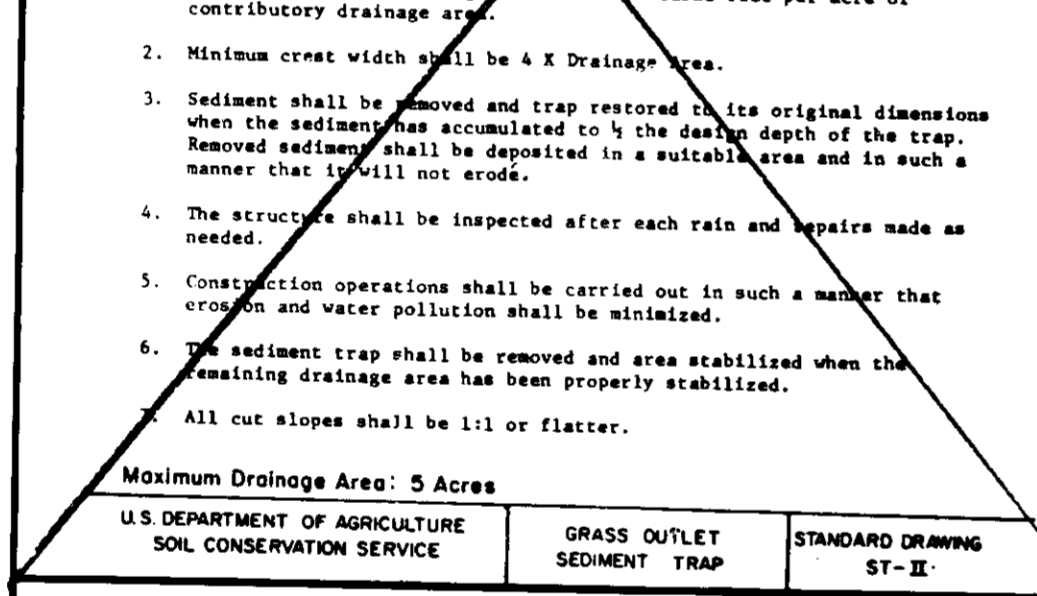 per acre of
contributory drainage area.
2. Minimum crest width shall be 4 X Drainage Area.
3. Sediment shall be removed and trap restored to its original dimensions
when the sediment has accumulated to ½ the design depth of the trap.
Removed sediment shall be deposited in a suitable area and in such a
manner that it will not erode.
4. The structure shall be inspected after each rain and repairs made as
needed.
5. Construction operations shall be carried out in such a manner that
erosion and water pollution shall be minimized.
6. The sediment trap shall be removed and area stabilized when the
remaining drainage area has been properly stabilized.
7. All cut slopes shall be 1:1 or flatter.
Maximum Drainage Area: 5 Acres
U.S. DEPARTMENT OF AGRICULTURE
SOIL CONSERVATION SERVICE
GRASS OUTLET
SEDIMENT TRAP
STANDARD DRAWING
ST-II